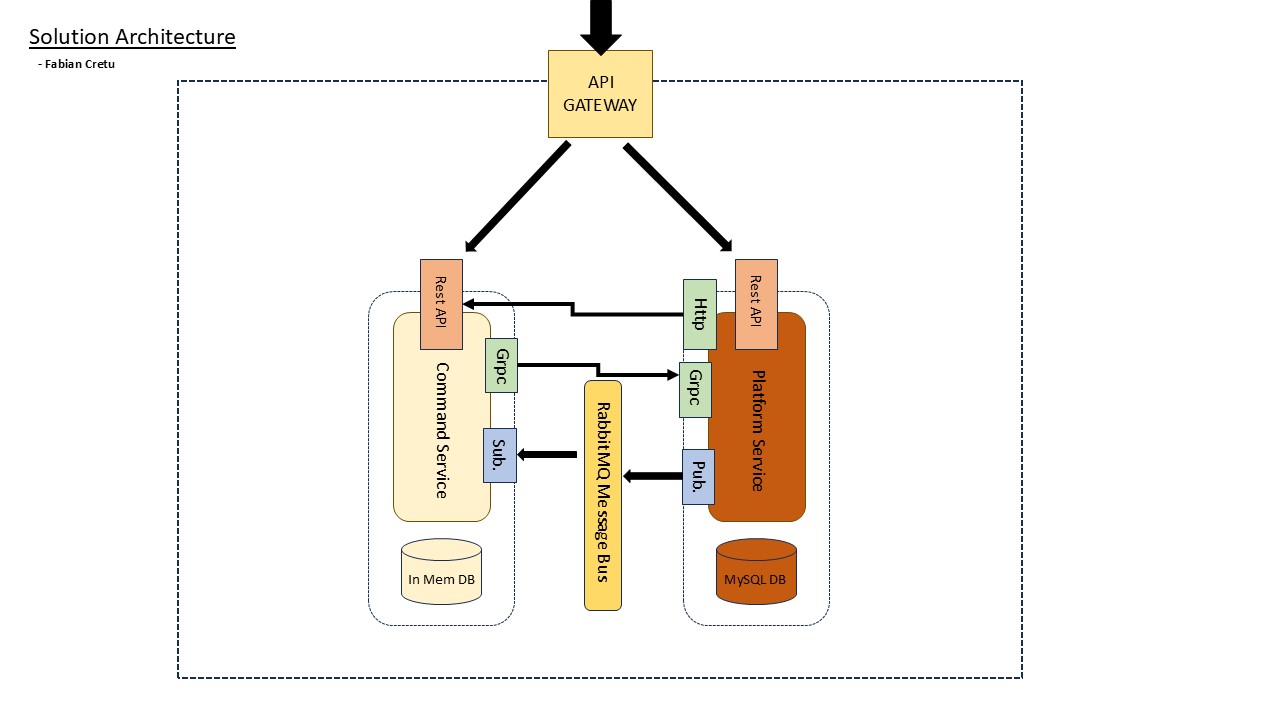 Solution Architecture
- Fabian Cretu
API
GATEWAY
Rest API
Http
Rest API
Grpc
Grpc
Command Service
Platform Service
Sub.
RabbitMQ Message Bus
Pub.
In Mem DB
MySQL DB